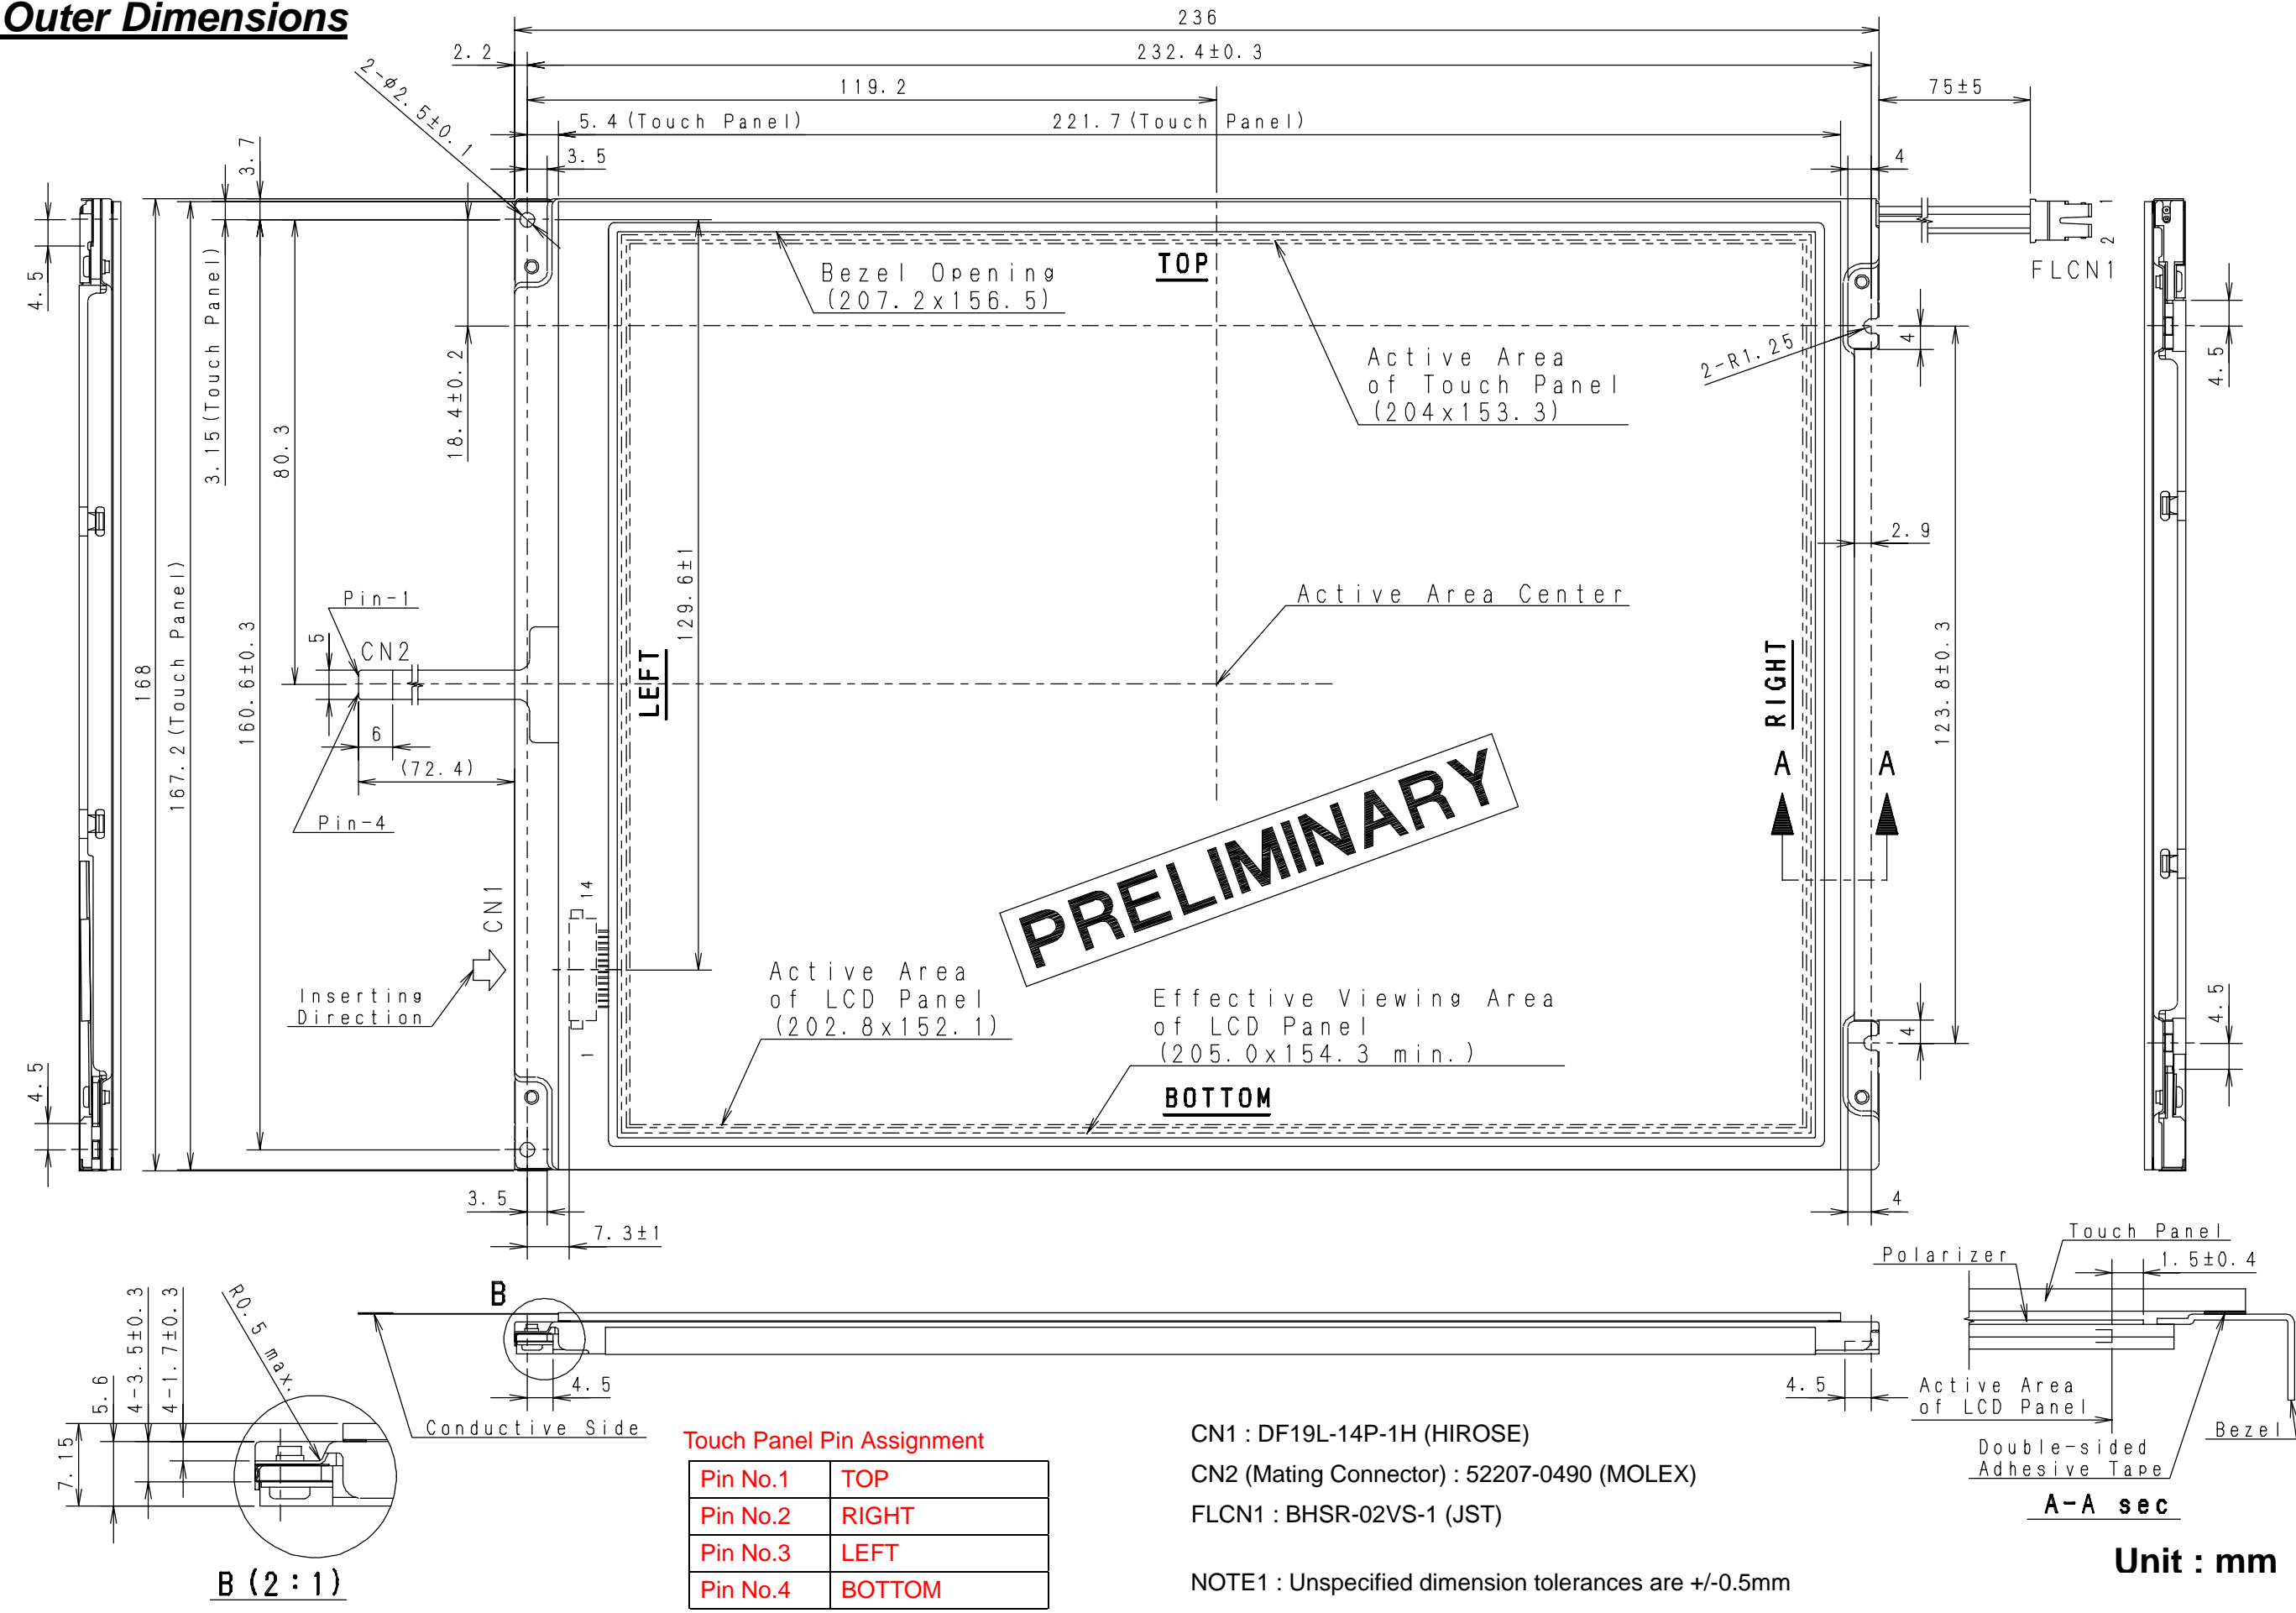 Outer Dimensions
236
2.2
232.4±0.3
2-φ2.5±0.1
119.2
75±5
5.4(Touch Panel)
221.7(Touch Panel)
3.7
3.5
4
1
2
FLCN1
4.5
3.15(Touch Panel)
Bezel Opening
(207.2x156.5)
TOP
18.4±0.2
80.3
Active Area
of Touch Panel
(204x153.3)
2-R1.25
4
4.5
2.9
129.6±1
Active Area Center
Pin-1
5
CN2
168
167.2(Touch Panel)
160.6±0.3
LEFT
RIGHT
123.8±0.3
6
(72.4)
Pin-4
A
A
PRELIMINARY
CN1
14
Inserting
Direction
Active Area
of LCD Panel
(202.8x152.1)
Effective Viewing Area
of LCD Panel
(205.0x154.3 min.)
1
4
4.5
4.5
BOTTOM
3.5
7.3±1
4
Touch Panel
Polarizer
1.5±0.4
B
R0.5 max.
4-1.7±0.3
4-3.5±0.3
5.6
7.15
4.5
4.5
Conductive Side
Active Area
of LCD Panel
Bezel
Double-sided
Adhesive Tape
A-A sec
B(2:1)
Touch Panel Pin Assignment
Pin No.1 TOP
Pin No.2 RIGHT
Pin No.3 LEFT
Pin No.4 BOTTOM
CN1 : DF19L-14P-1H (HIROSE)
CN2 (Mating Connector) : 52207-0490 (MOLEX)
FLCN1 : BHSR-02VS-1 (JST)
NOTE1 : Unspecified dimension tolerances are +/-0.5mm
Unit : mm